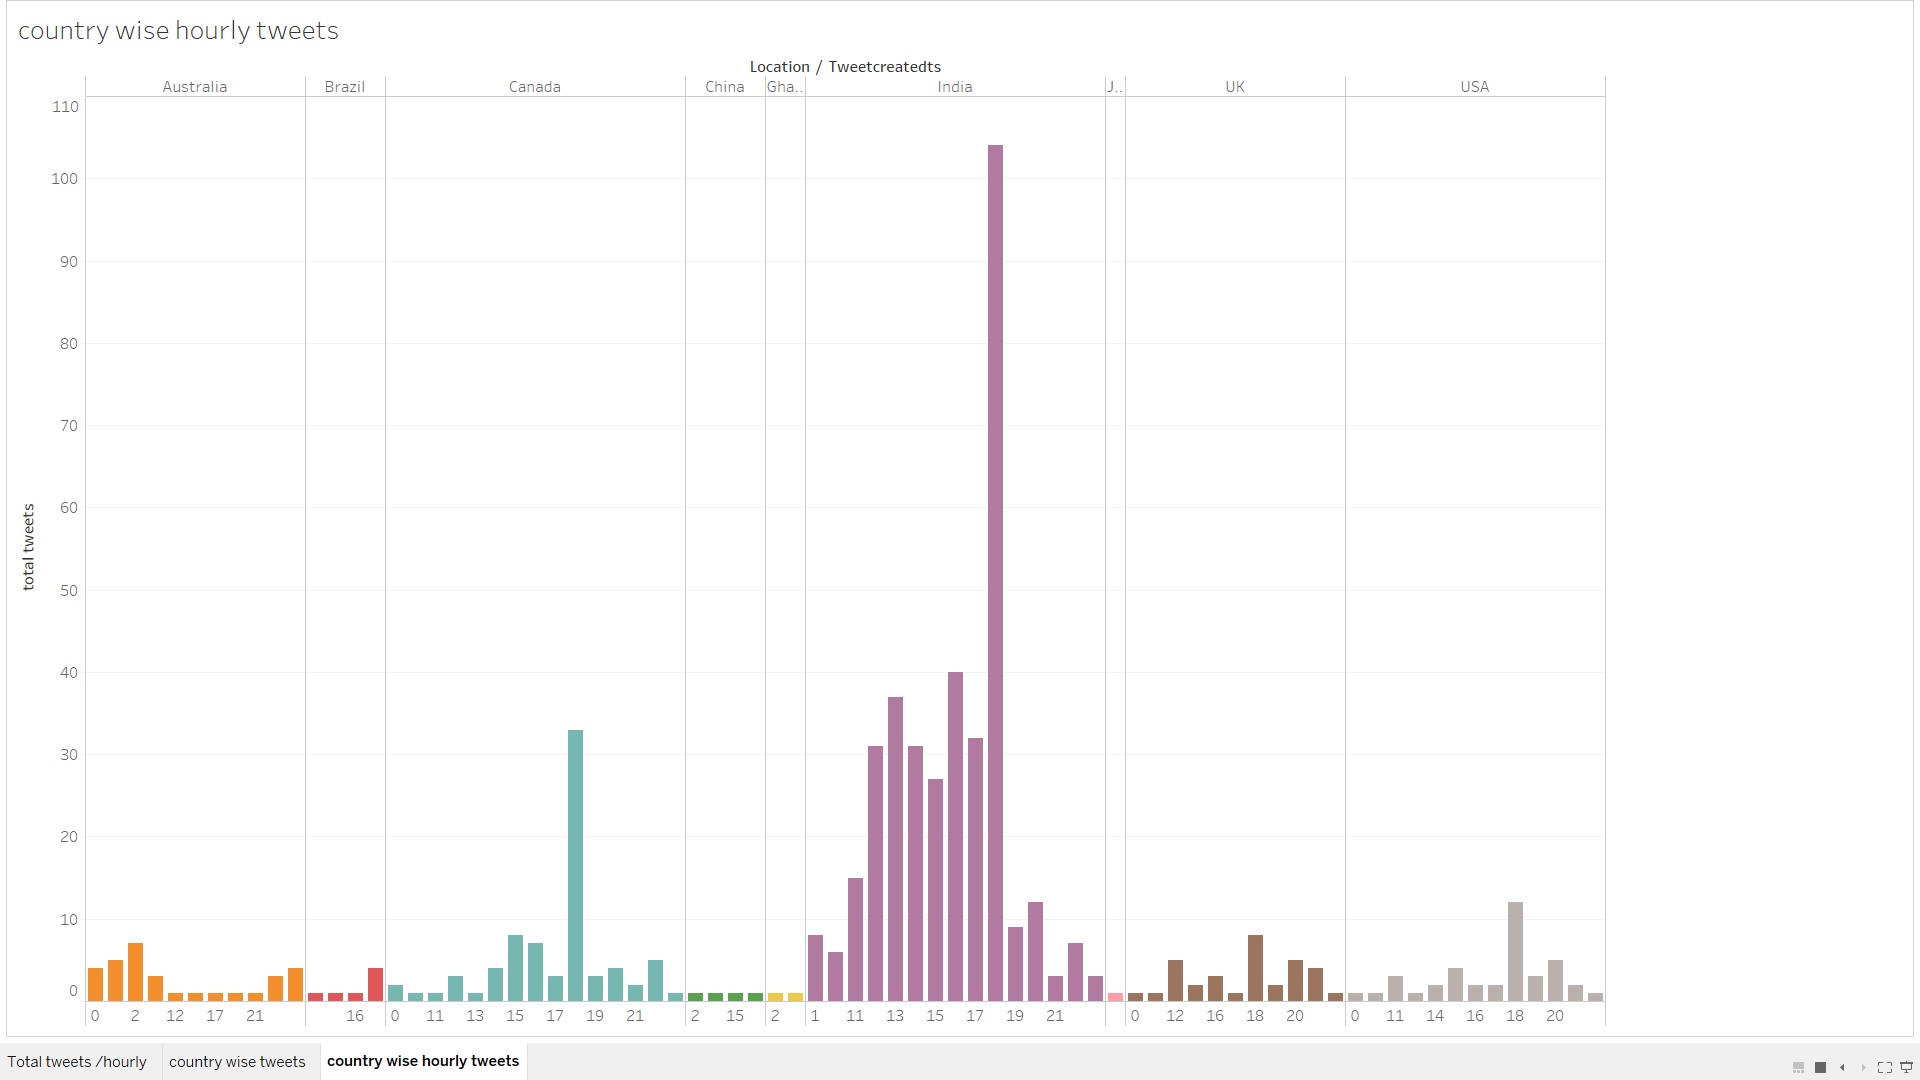 country wise hourly tweets
Location / Tweetcreatedts
Australia Brazil Canada China Gha.. India J.. UK USA
110
100
90
80
70
60
50
40
30
20
10
0
total tweets
0 2 12 17 21 16 0 11 13 15 17 19 21 2 15 2 1 11 13 15 17 19 21 0 12 16 18 20 0 11 14 16 18 20
Total tweets /hourly country wise tweets country wise hourly tweets